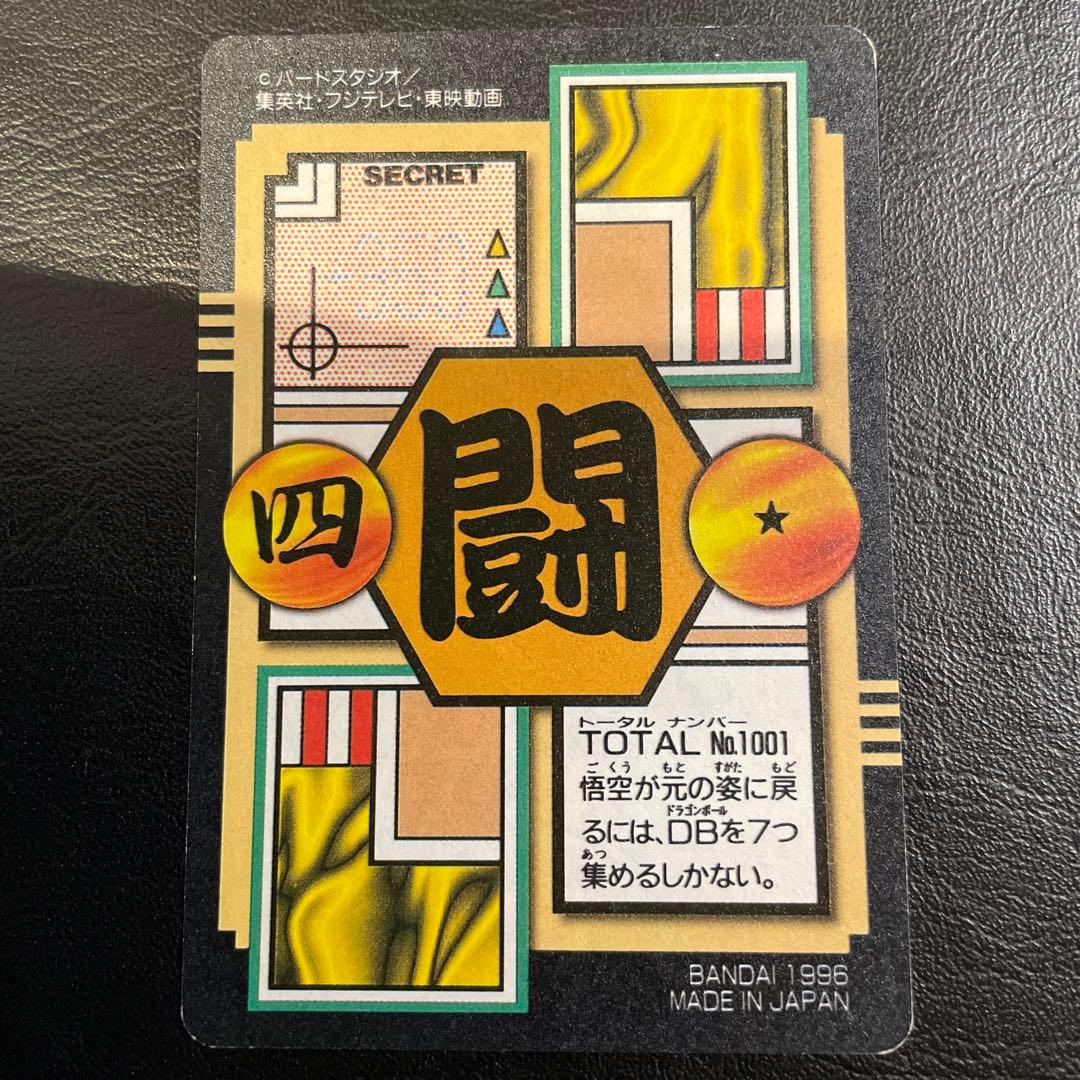 ©バードスタジオ/
集英社・フジテレビ・東映動画
SECRET
闘
四
★
トータル ナンバー
TOTAL No.1001
ごくう もと すがた もど
悟空が元の姿に戻
ドラゴンボール
るには、DBを7つ
あつ
集めるしかない。
BANDAI 1996
MADE IN JAPAN